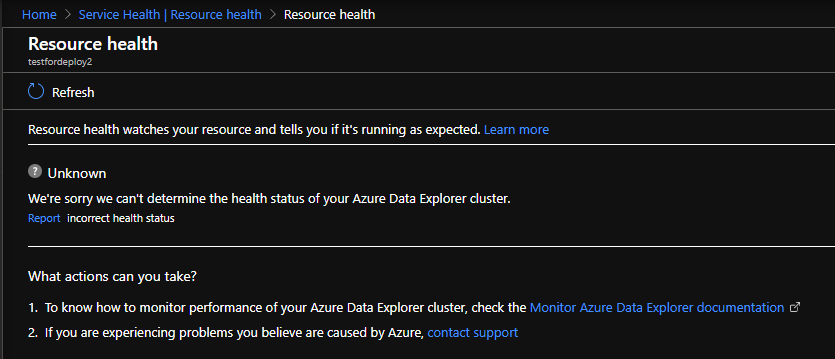 Home > Service Health | Resource health > Resource health
Resource health
testfordeploy2
Refresh
Resource health watches your resource and tells you if it's running as expected. Learn more
? Unknown
We're sorry we can't determine the health status of your Azure Data Explorer cluster.
Report incorrect health status
What actions can you take?
1. To know how to monitor performance of your Azure Data Explorer cluster, check the Monitor Azure Data Explorer documentation
2. If you are experiencing problems you believe are caused by Azure, contact support